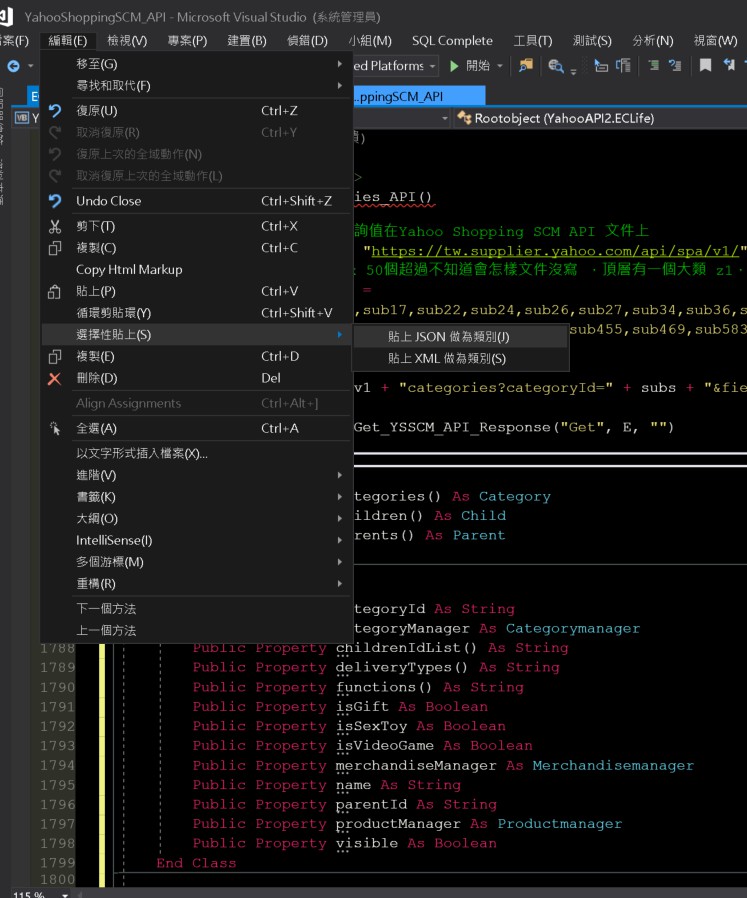 YahooShoppingSCM_API - Microsoft Visual Studio (系統管理員)
案(F) 編輯(E) 檢視(V) 專案(P) 建置(B) 偵錯(D) 小組(M) SQL Complete 工具(T) 測試(S) 分析(N) 視窗(W)
移至(G) ed Platforms 開始
尋找和取代(F)
...ppingSCM_API
復原(U) Ctrl+Z
VB Y Rootobject (YahooAPI2.ECLife)
取消復原(R) Ctrl+Y
復原上次的全域動作(N)
取消復原上次的全域動作(L)
>
Undo Close Ctrl+Shift+Z ies_API()
剪下(T) Ctrl+X
詢值在Yahoo Shopping SCM API 文件上
複製(C) Ctrl+C "https://tw.supplier.yahoo.com/api/spa/v1/"
Copy Html Markup : 50個超過不知道會怎樣文件沒寫 ,頂層有一個大類 z1
貼上(P) Ctrl+V =
循環剪貼環(Y) Ctrl+Shift+V ,sub17,sub22,sub24,sub26,sub27,sub34,sub36,s
選擇性貼上(S) 貼上 JSON 做為類別(J) sub455,sub469,sub583
複製(E) Ctrl+D 貼上 XML 做為類別(S)
刪除(D) Del
v1 + "categories?categoryId=" + subs + "&fie
Align Assignments Ctrl+Alt+]
全選(A) Ctrl+A Get_YSSCM_API_Response("Get", E, "")
以文字形式插入檔案(X)...
進階(V)
書籤(K) tegories() As Category
大綱(O) ildren() As Child
IntelliSense(I) rents() As Parent
多個游標(M)
重構(R)
下一個方法 tegoryId As String
上一個方法 tegoryManager As Categorymanager
1788 Public Property childrenIdList() As String
1789 Public Property deliveryTypes() As String
1790 Public Property functions() As String
1791 Public Property isGift As Boolean
1792 Public Property isSexToy As Boolean
1793 Public Property isVideoGame As Boolean
1794 Public Property merchandiseManager As Merchandisemanager
1795 Public Property name As String
1796 Public Property parentId As String
1797 Public Property productManager As Productmanager
1798 Public Property visible As Boolean
1799 End Class
1800
115 %